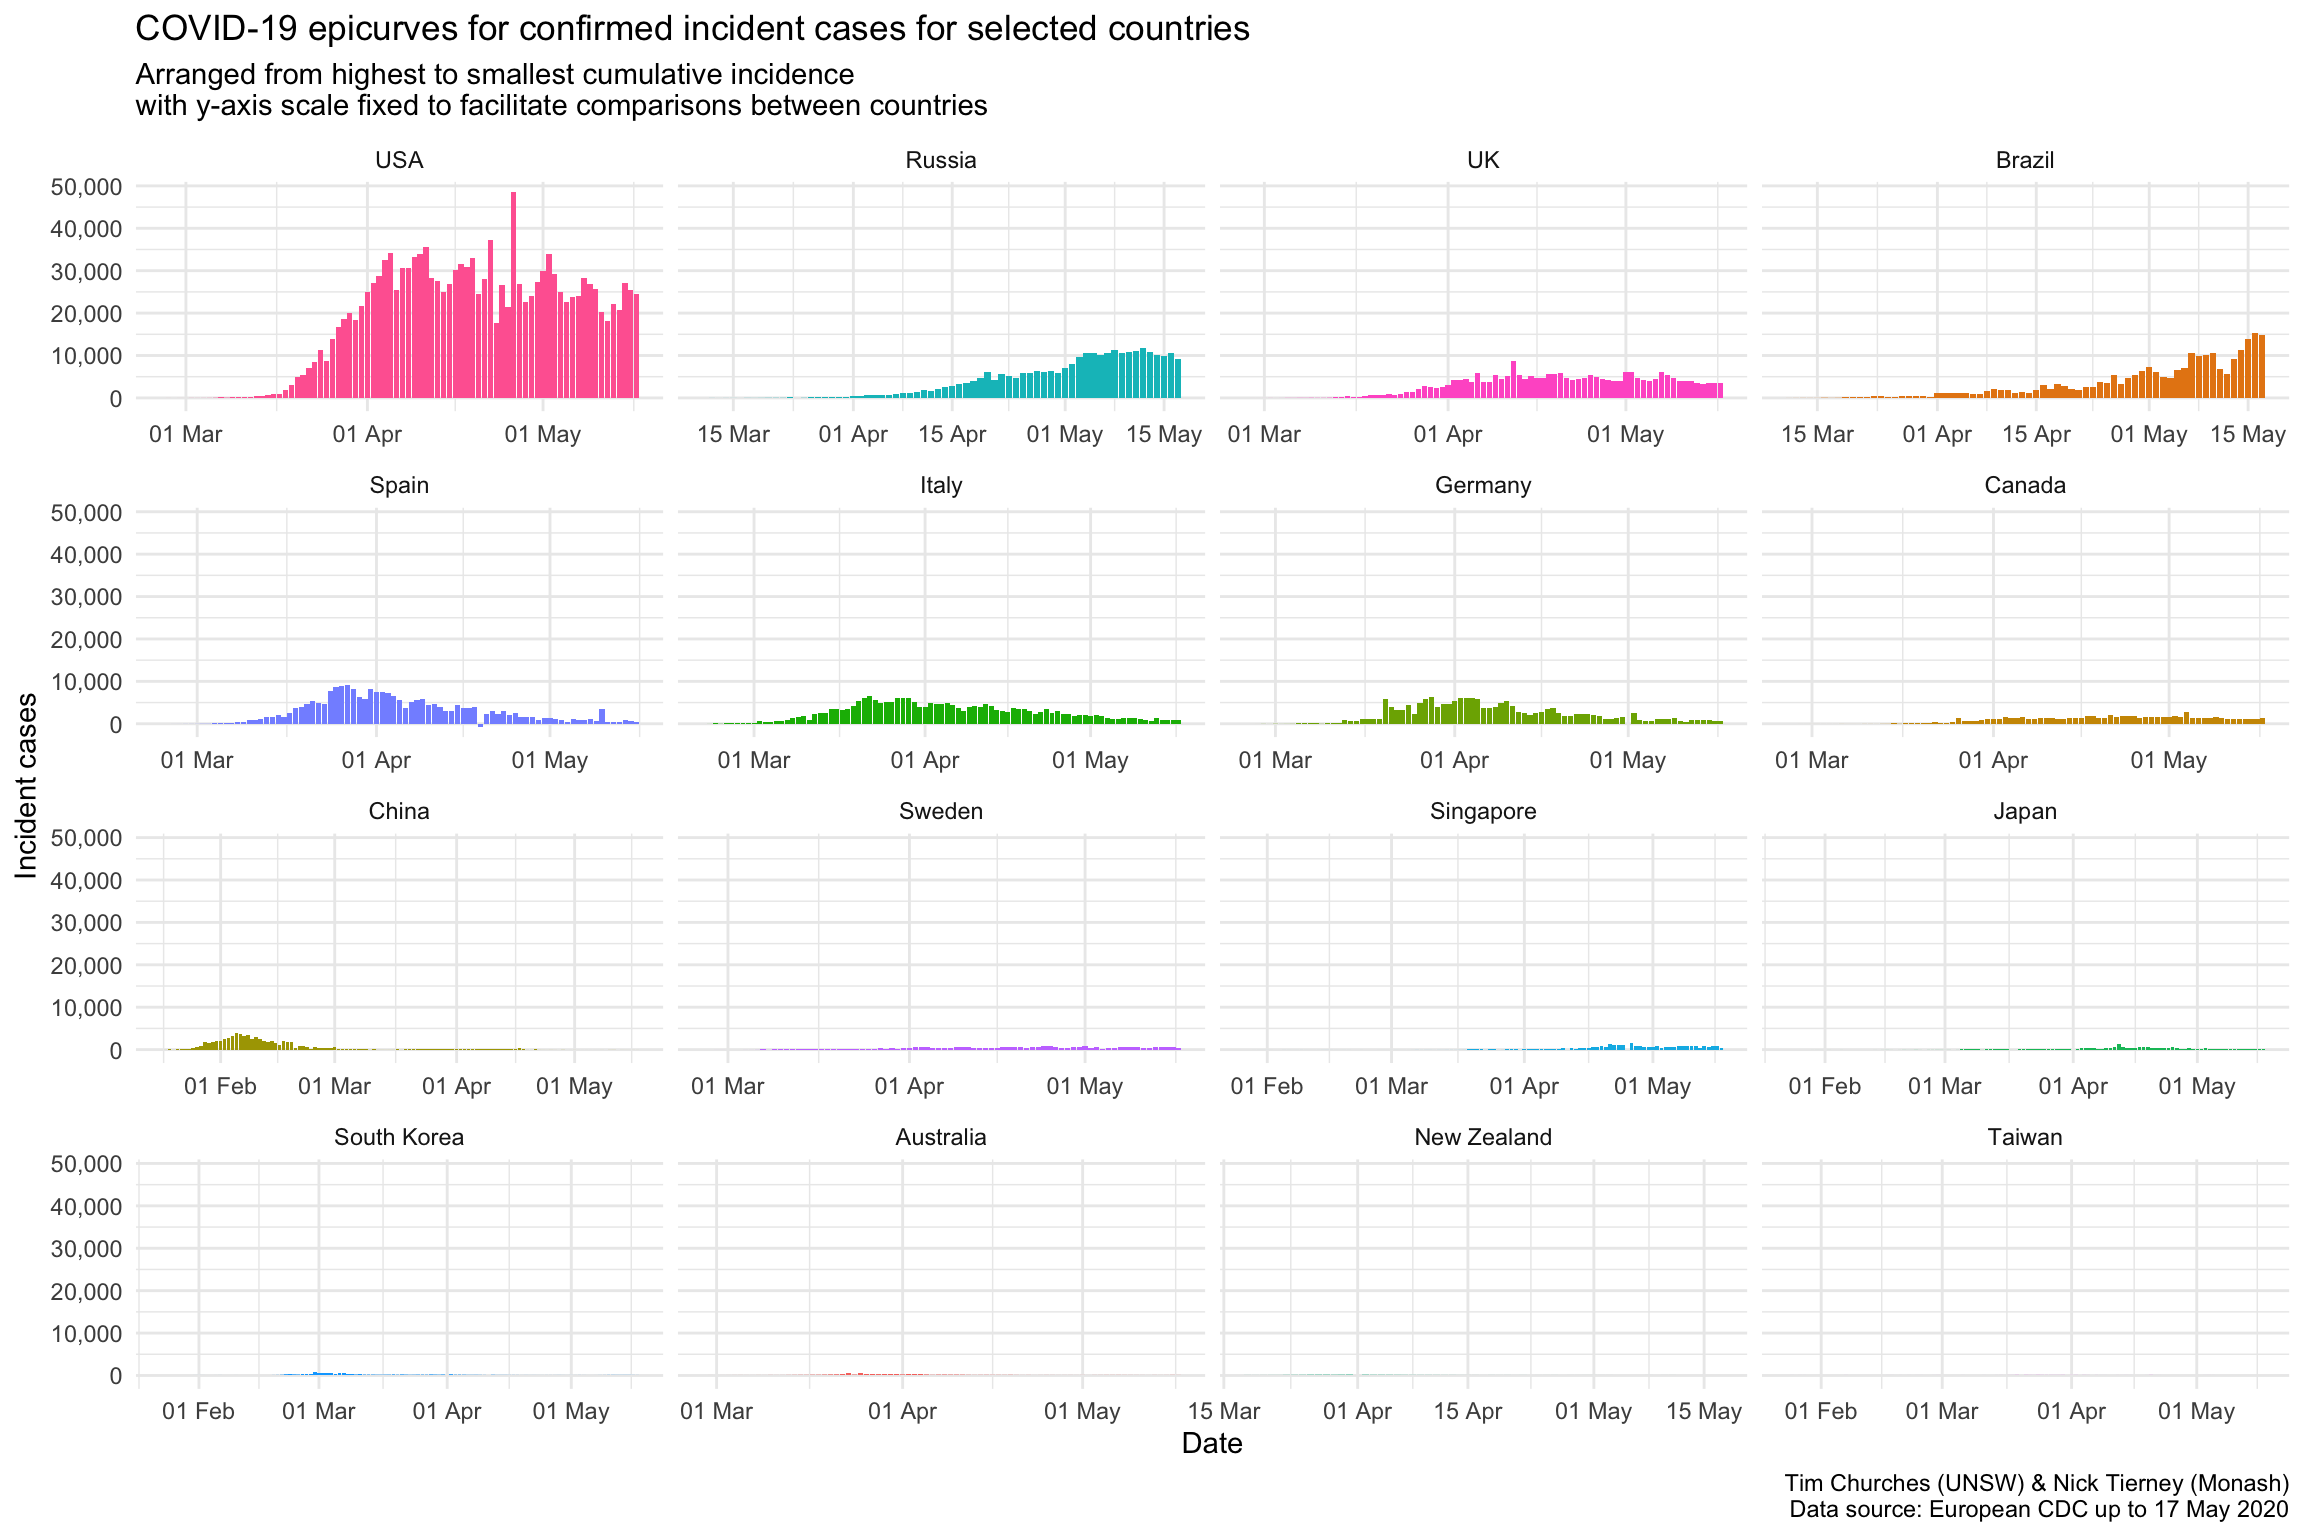 COVID-19 epicurves for confirmed incident cases for selected countries
Arranged from highest to smallest cumulative incidence
with y-axis scale fixed to facilitate comparisons between countries
USA Russia UK Brazil
50,000
40,000
30,000
20,000
10,000
0
01 Mar 01 Apr 01 May 15 Mar 01 Apr 15 Apr 01 May 15 May 01 Mar 01 Apr 01 May 15 Mar 01 Apr 15 Apr 01 May 15 May
Spain Italy Germany Canada
50,000
40,000
30,000
20,000
10,000
0
01 Mar 01 Apr 01 May 01 Mar 01 Apr 01 May 01 Mar 01 Apr 01 May 01 Mar 01 Apr 01 May
Incident cases
China Sweden Singapore Japan
50,000
40,000
30,000
20,000
10,000
0
01 Feb 01 Mar 01 Apr 01 May 01 Mar 01 Apr 01 May 01 Feb 01 Mar 01 Apr 01 May 01 Feb 01 Mar 01 Apr 01 May
South Korea Australia New Zealand Taiwan
50,000
40,000
30,000
20,000
10,000
0
01 Feb 01 Mar 01 Apr 01 May 01 Mar 01 Apr 01 May 15 Mar 01 Apr 15 Apr 01 May 15 May 01 Feb 01 Mar 01 Apr 01 May
Date
Tim Churches (UNSW) & Nick Tierney (Monash)
Data source: European CDC up to 17 May 2020